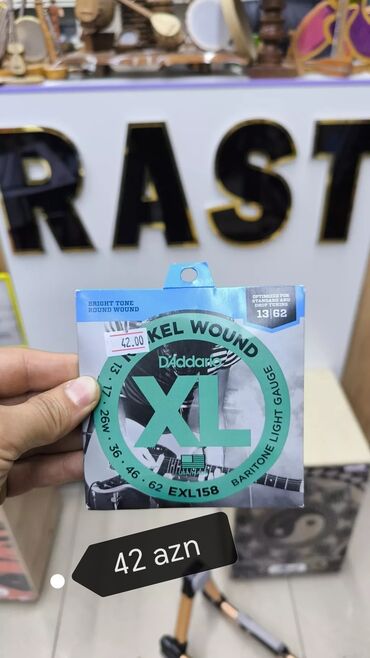 RAST
BRIGHT TONE
ROUND WOUND
OPTIMIZED FOR
STANDARD AND
DROP TUNING
13 62
42.00
KEL WOUND
D'Addario
XL
13 · 17 · 26W · 36 · 46 · 62
EXL158
BARITONE LIGHT GAUGE
42 azn